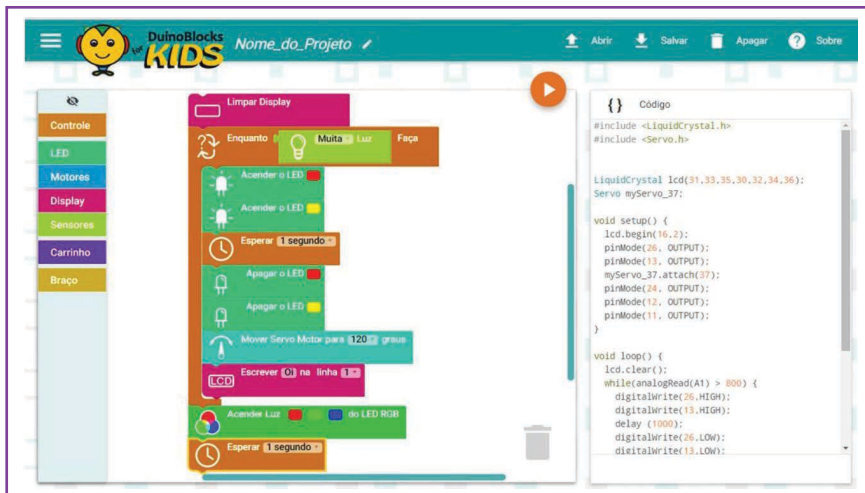 DuinoBlocks
for
KIDS
Nome_do_Projeto
Abrir
Salvar
Apagar
Sobre
Controle
LED
Motores
Display
Sensores
Carrinho
Braço
Limpar Display
Enquanto Muita Luz Faça
Acender o LED
Acender o LED
Esperar 1 segundo
Apagar o LED
Apagar o LED
Mover Servo Motor para 120 graus
LCD Escrever Oi na linha 1
Acender Luz do LED RGB
Esperar 1 segundo
{ } Código
#include <LiquidCrystal.h>
#include <Servo.h>
LiquidCrystal lcd(31,33,35,30,32,34,36);
Servo myServo_37;
void setup() {
lcd.begin(16,2);
pinMode(26, OUTPUT);
pinMode(13, OUTPUT);
myServo_37.attach(37);
pinMode(24, OUTPUT);
pinMode(12, OUTPUT);
pinMode(11, OUTPUT);
}
void loop() {
lcd.clear();
while(analogRead(A1) > 800) {
digitalWrite(26,HIGH);
digitalWrite(13,HIGH);
delay (1000);
digitalWrite(26,LOW);
digitalWrite(13,LOW);